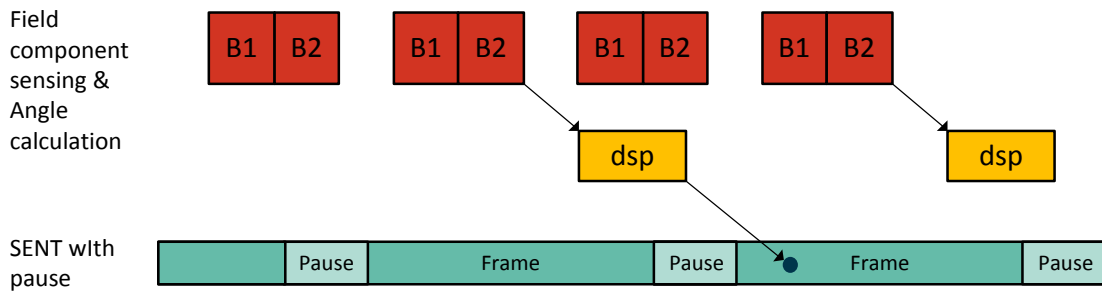 Field
component
sensing &
Angle
calculation
B1 B2 B1 B2 B1 B2 B1 B2
dsp dsp
SENT wIth
pause
Pause Frame Pause Frame Pause